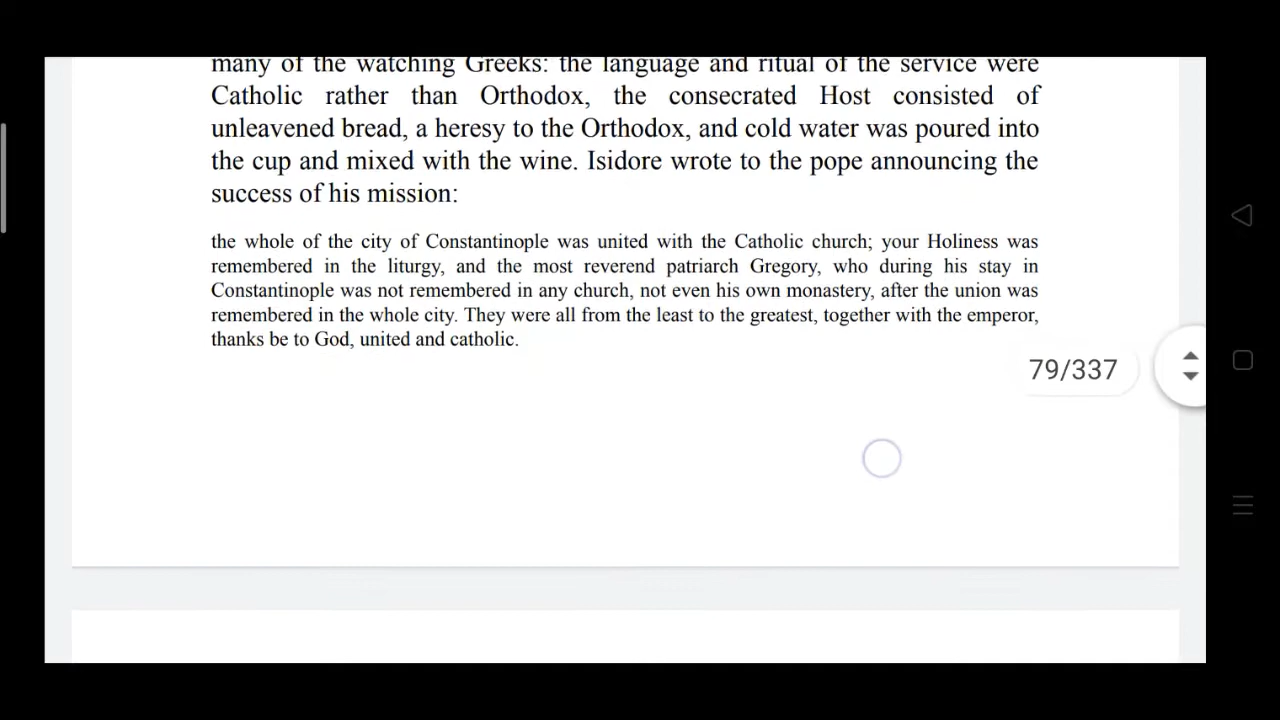 many of the watching Greeks: the language and ritual of the service were
Catholic rather than Orthodox, the consecrated Host consisted of
unleavened bread, a heresy to the Orthodox, and cold water was poured into
the cup and mixed with the wine. Isidore wrote to the pope announcing the
success of his mission:
the whole of the city of Constantinople was united with the Catholic church; your Holiness was
remembered in the liturgy, and the most reverend patriarch Gregory, who during his stay in
Constantinople was not remembered in any church, not even his own monastery, after the union was
remembered in the whole city. They were all from the least to the greatest, together with the emperor,
thanks be to God, united and catholic.
79/337